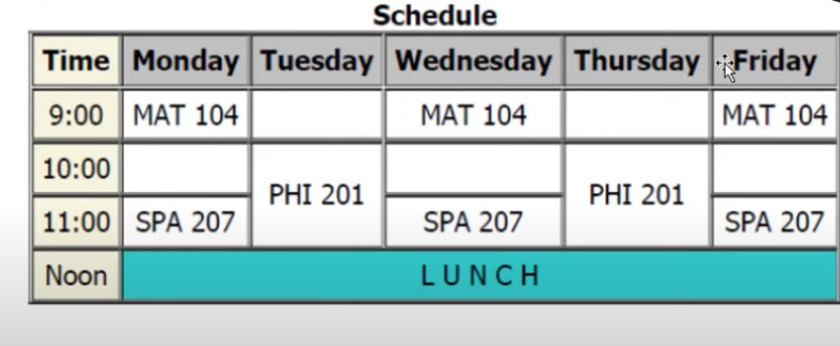 Schedule
Time Monday Tuesday Wednesday Thursday Friday
9:00 MAT 104 MAT 104 MAT 104
10:00
PHI 201 PHI 201
11:00 SPA 207 SPA 207 SPA 207
Noon L U N C H